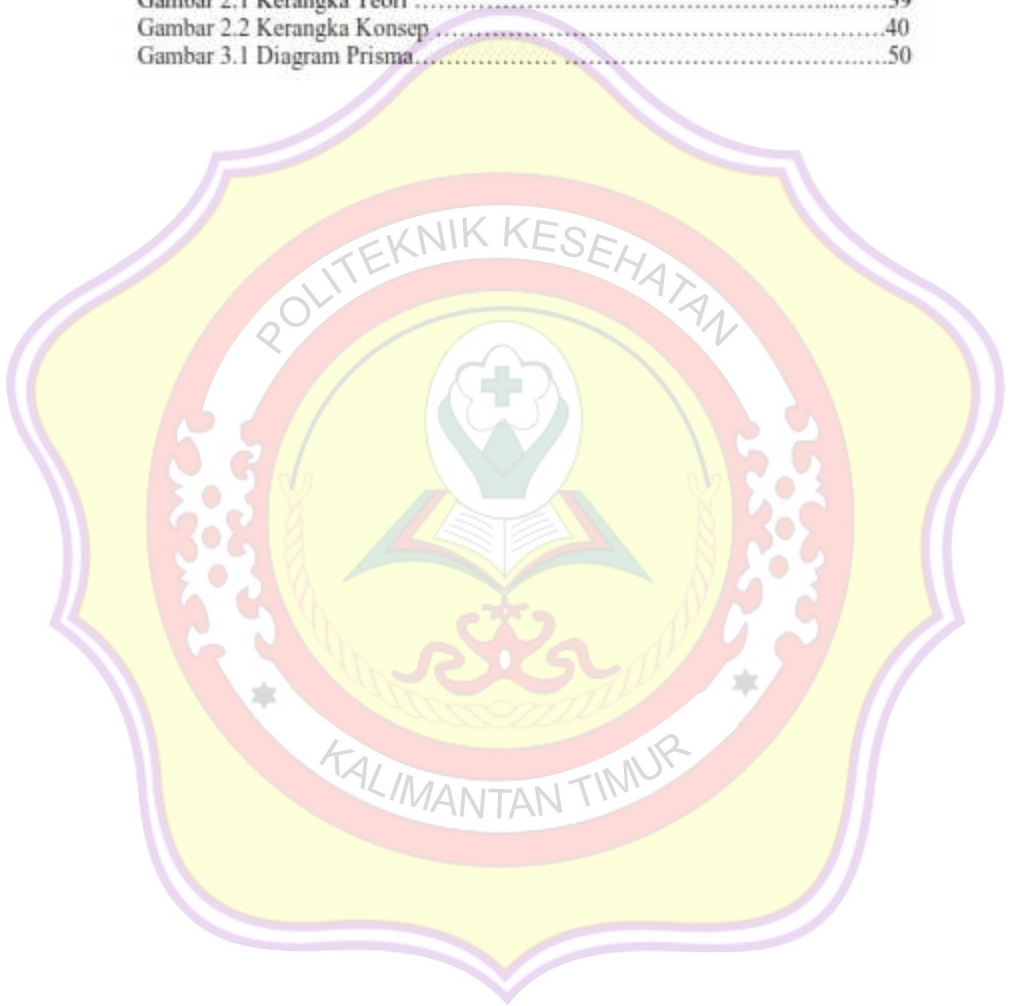 Gambar 2.1 Kerangka Teori ………………………………………………………...……39
Gambar 2.2 Kerangka Konsep ……………………………………………………...………40
Gambar 3.1 Diagram Prisma……………… ……………………………………….…50
POLITEKNIK KESEHATAN
KALIMANTAN TIMUR